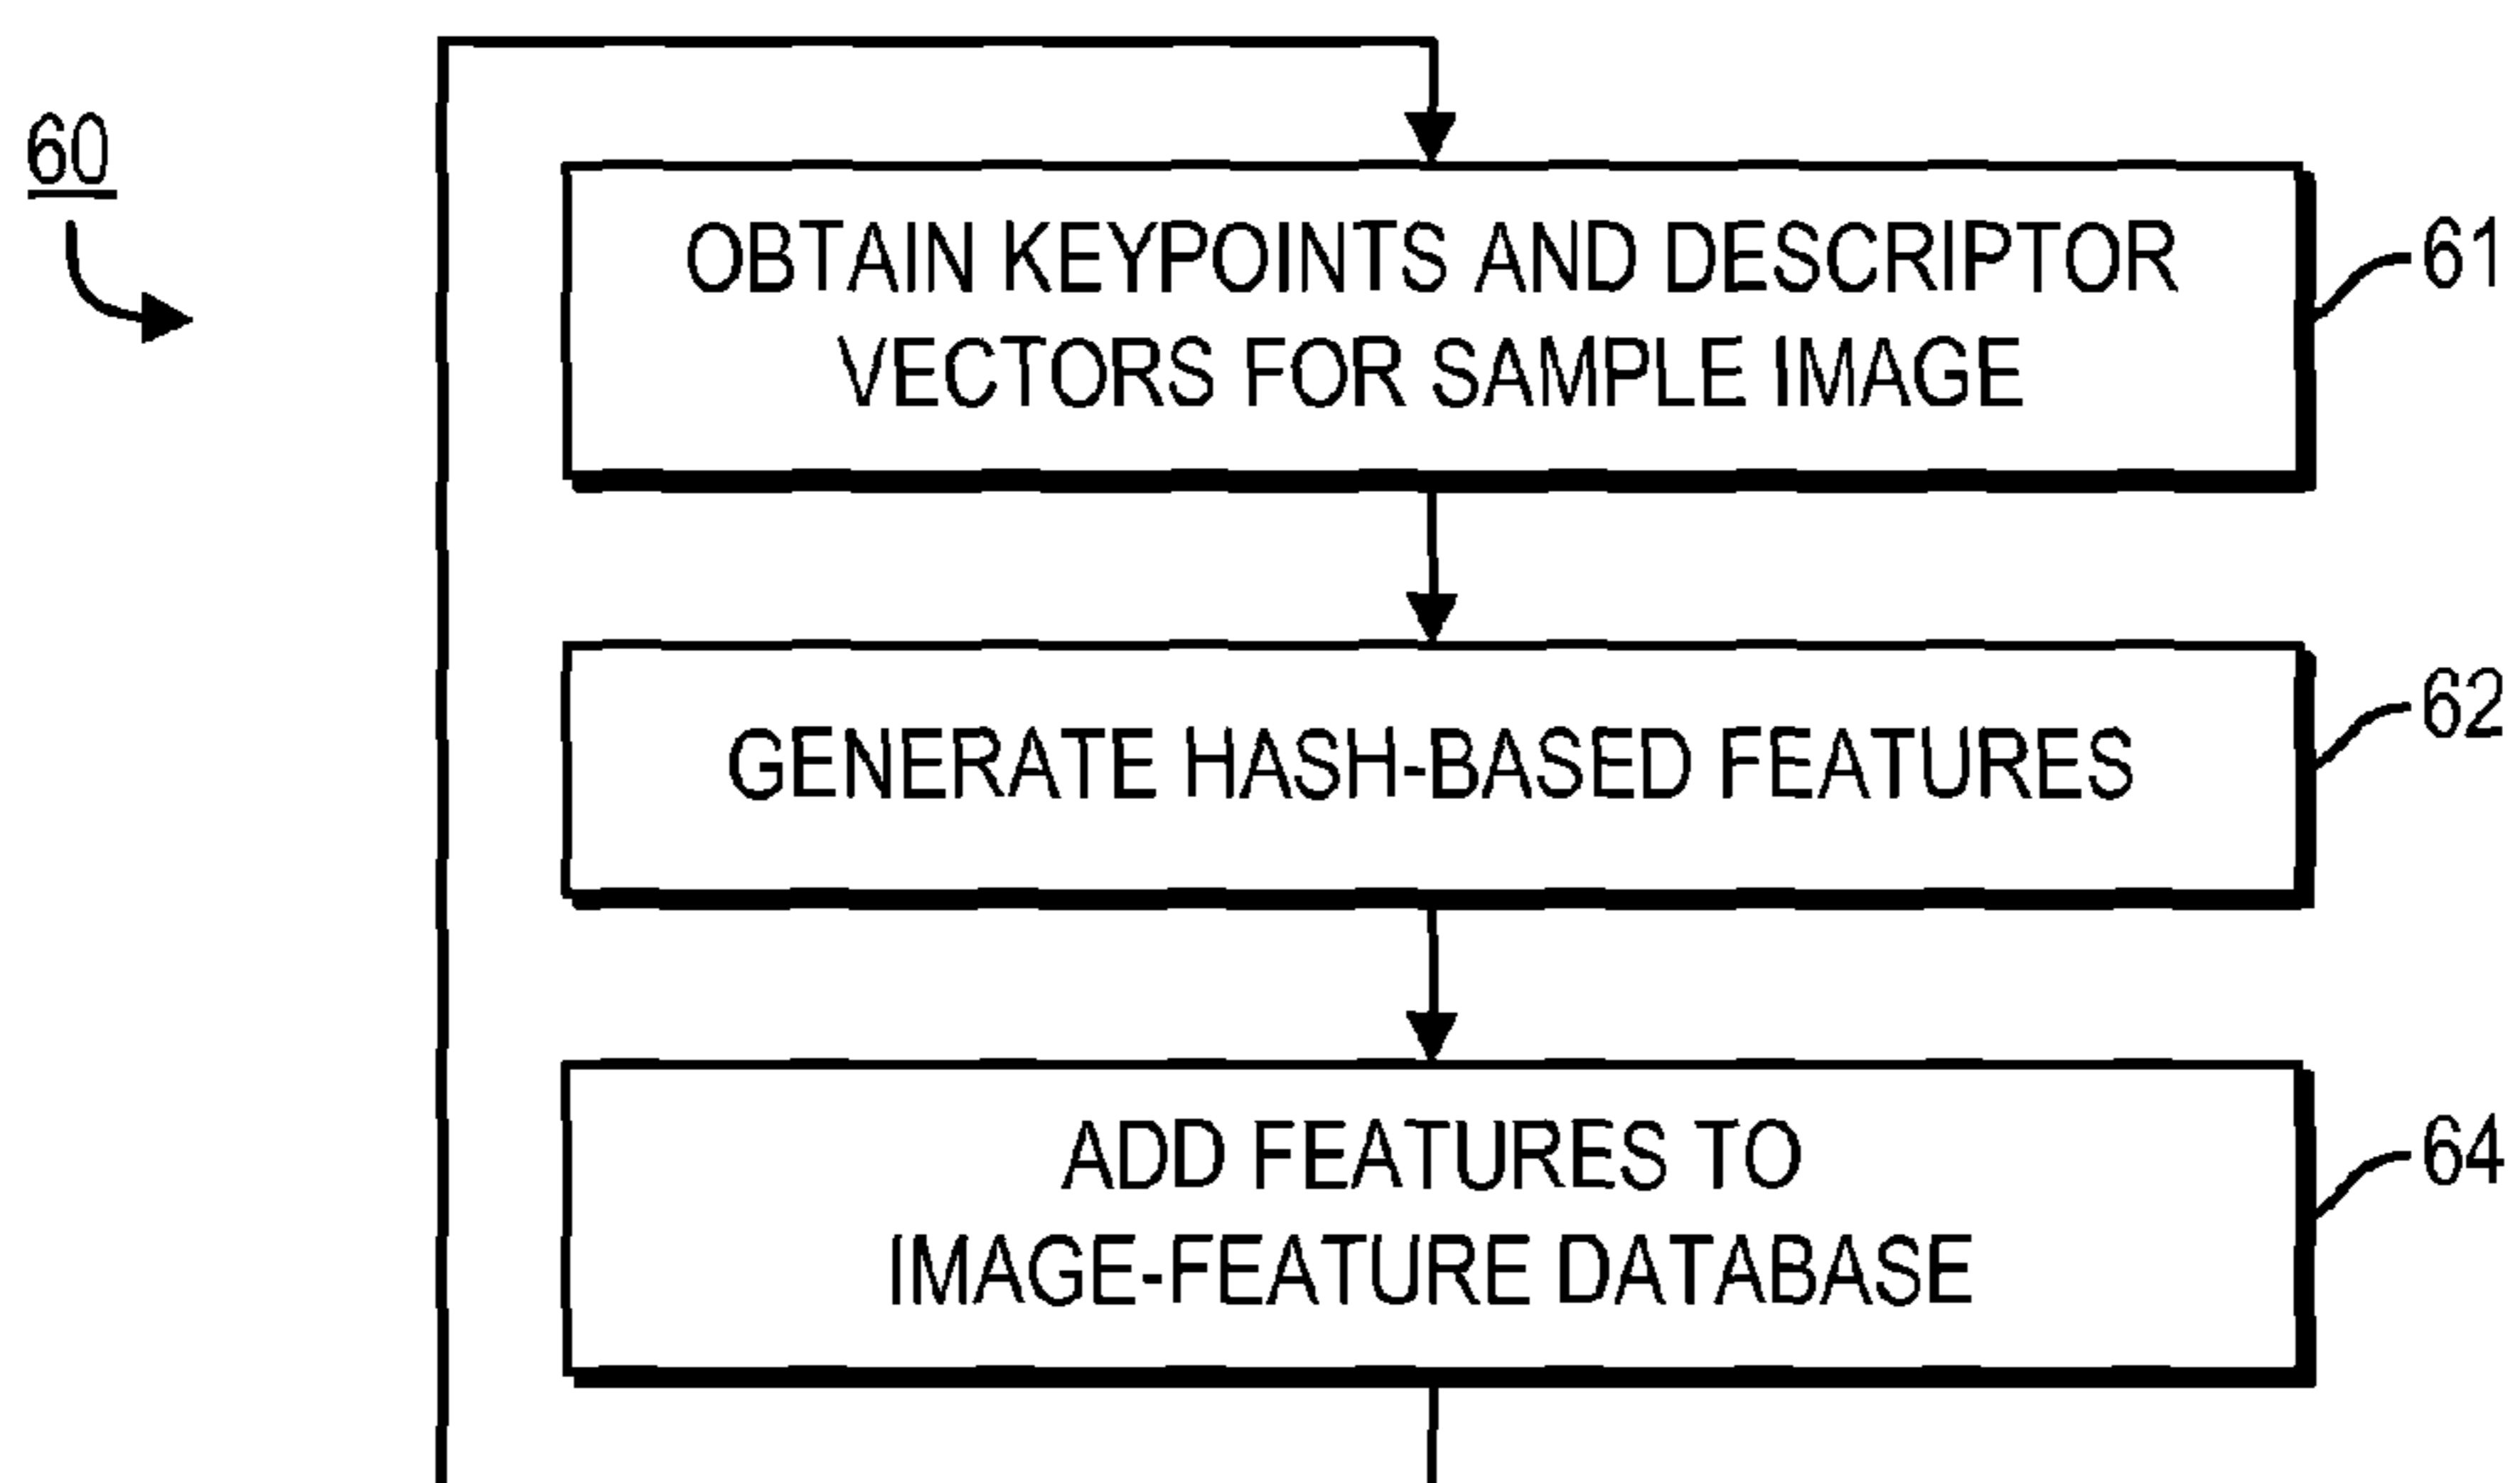 60
OBTAIN KEYPOINTS AND DESCRIPTOR
VECTORS FOR SAMPLE IMAGE
61
GENERATE HASH-BASED FEATURES
62
ADD FEATURES TO
IMAGE-FEATURE DATABASE
64